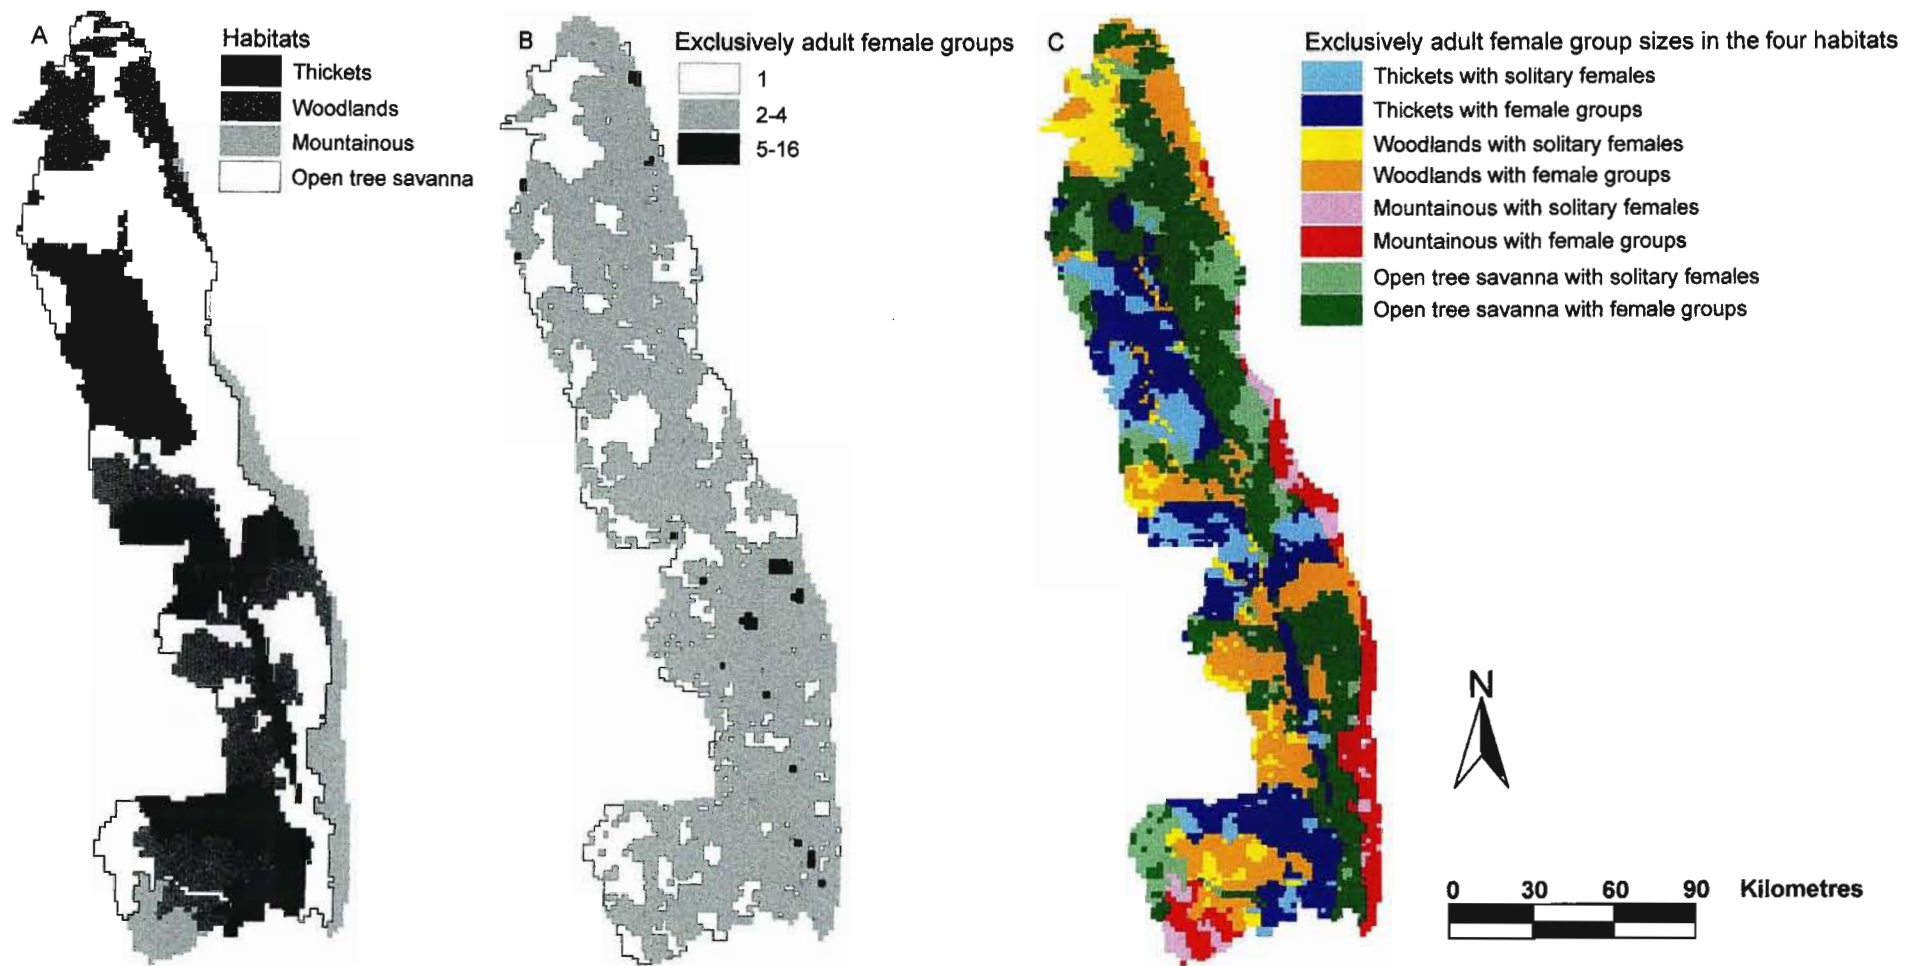 A
Habitats
Thickets
Woodlands
Mountainous
Open tree savanna
B
Exclusively adult female groups
1
2-4
5-16
C
Exclusively adult female group sizes in the four habitats
Thickets with solitary females
Thickets with female groups
Woodlands with solitary females
Woodlands with female groups
Mountainous with solitary females
Mountainous with female groups
Open tree savanna with solitary females
Open tree savanna with female groups
N
0 30 60 90 Kilometres